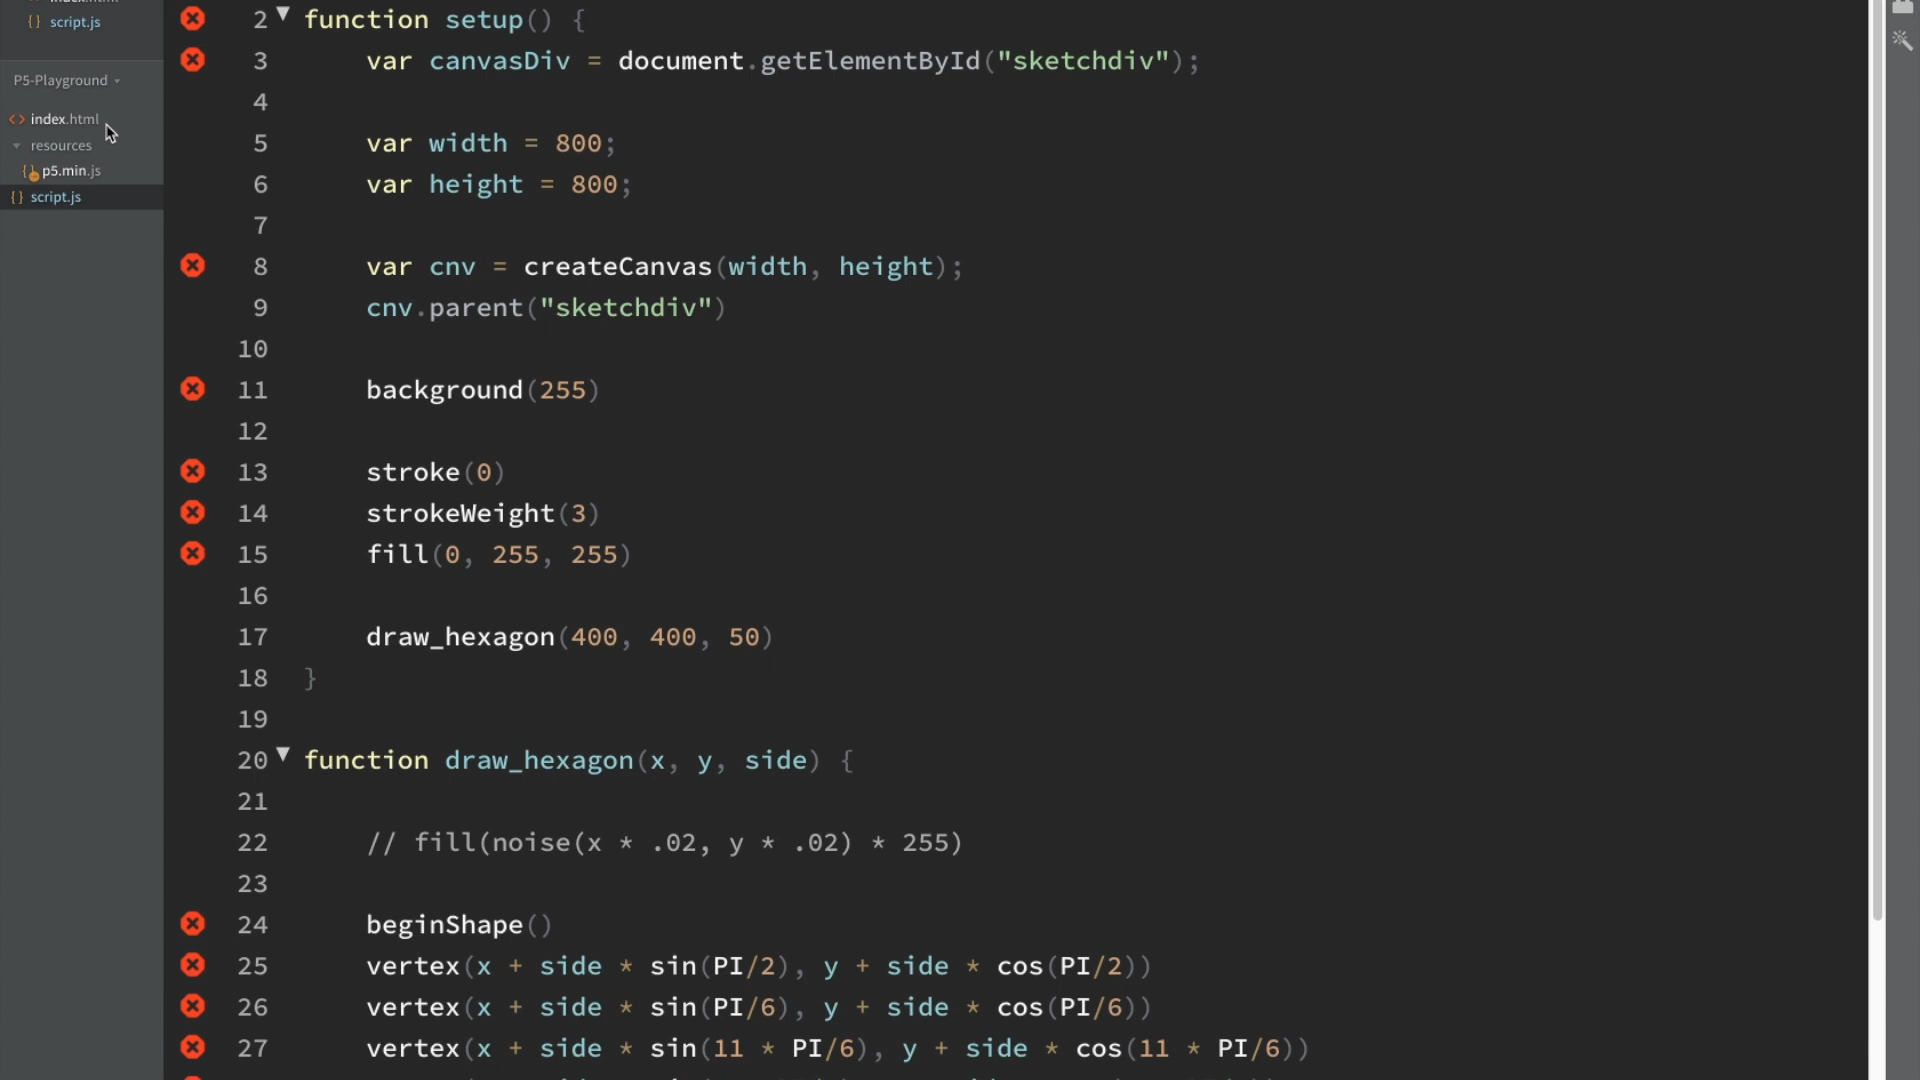 script.js
P5-Playground
index.html
resources
p5.min.js
script.js
2 function setup() {
3 var canvasDiv = document.getElementById("sketchdiv");
4
5 var width = 800;
6 var height = 800;
7
8 var cnv = createCanvas(width, height);
9 cnv.parent("sketchdiv")
10
11 background(255)
12
13 stroke(0)
14 strokeWeight(3)
15 fill(0, 255, 255)
16
17 draw_hexagon(400, 400, 50)
18 }
19
20 function draw_hexagon(x, y, side) {
21
22 // fill(noise(x * .02, y * .02) * 255)
23
24 beginShape()
25 vertex(x + side * sin(PI/2), y + side * cos(PI/2))
26 vertex(x + side * sin(PI/6), y + side * cos(PI/6))
27 vertex(x + side * sin(11 * PI/6), y + side * cos(11 * PI/6))